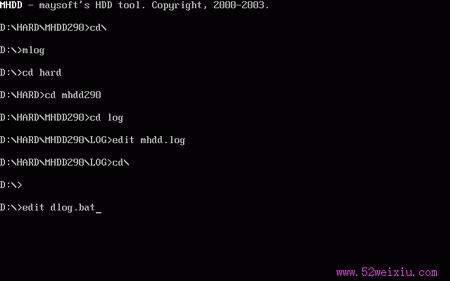 MHDD - maysoft's HDD tool. Copyright, 2000-2003.
D:\HARD\MHDD290>cd\
D:\>mlog
D:\>cd hard
D:\HARD>cd mhdd290
D:\HARD\MHDD290>cd log
D:\HARD\MHDD290\LOG>edit mhdd.log
D:\HARD\MHDD290\LOG>cd\
D:\>
D:\>edit dlog.bat_
www.52weixiu.com